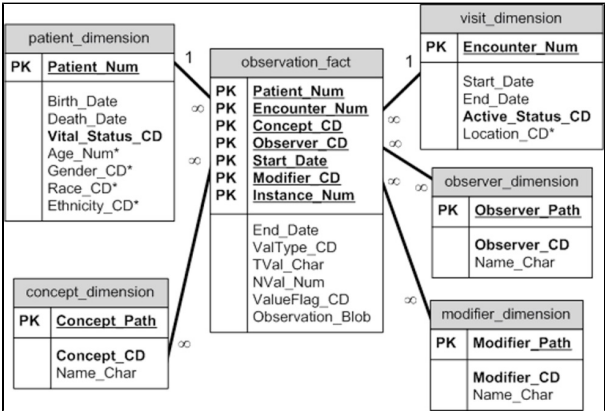 patient_dimension
PK Patient_Num
Birth_Date
Death_Date
Vital_Status_CD
Age_Num*
Gender_CD*
Race_CD*
Ethnicity_CD*
1
∞
∞
observation_fact
PK Patient_Num
PK Encounter_Num
PK Concept_CD
PK Observer_CD
PK Start_Date
PK Modifier_CD
PK Instance_Num
End_Date
ValType_CD
TVal_Char
NVal_Num
ValueFlag_CD
Observation_Blob
1
∞
∞
∞
∞
∞
visit_dimension
PK Encounter_Num
Start_Date
End_Date
Active_Status_CD
Location_CD*
observer_dimension
PK Observer_Path
Observer_CD
Name_Char
concept_dimension
PK Concept_Path
Concept_CD
Name_Char
∞
modifier_dimension
PK Modifier_Path
Modifier_CD
Name_Char